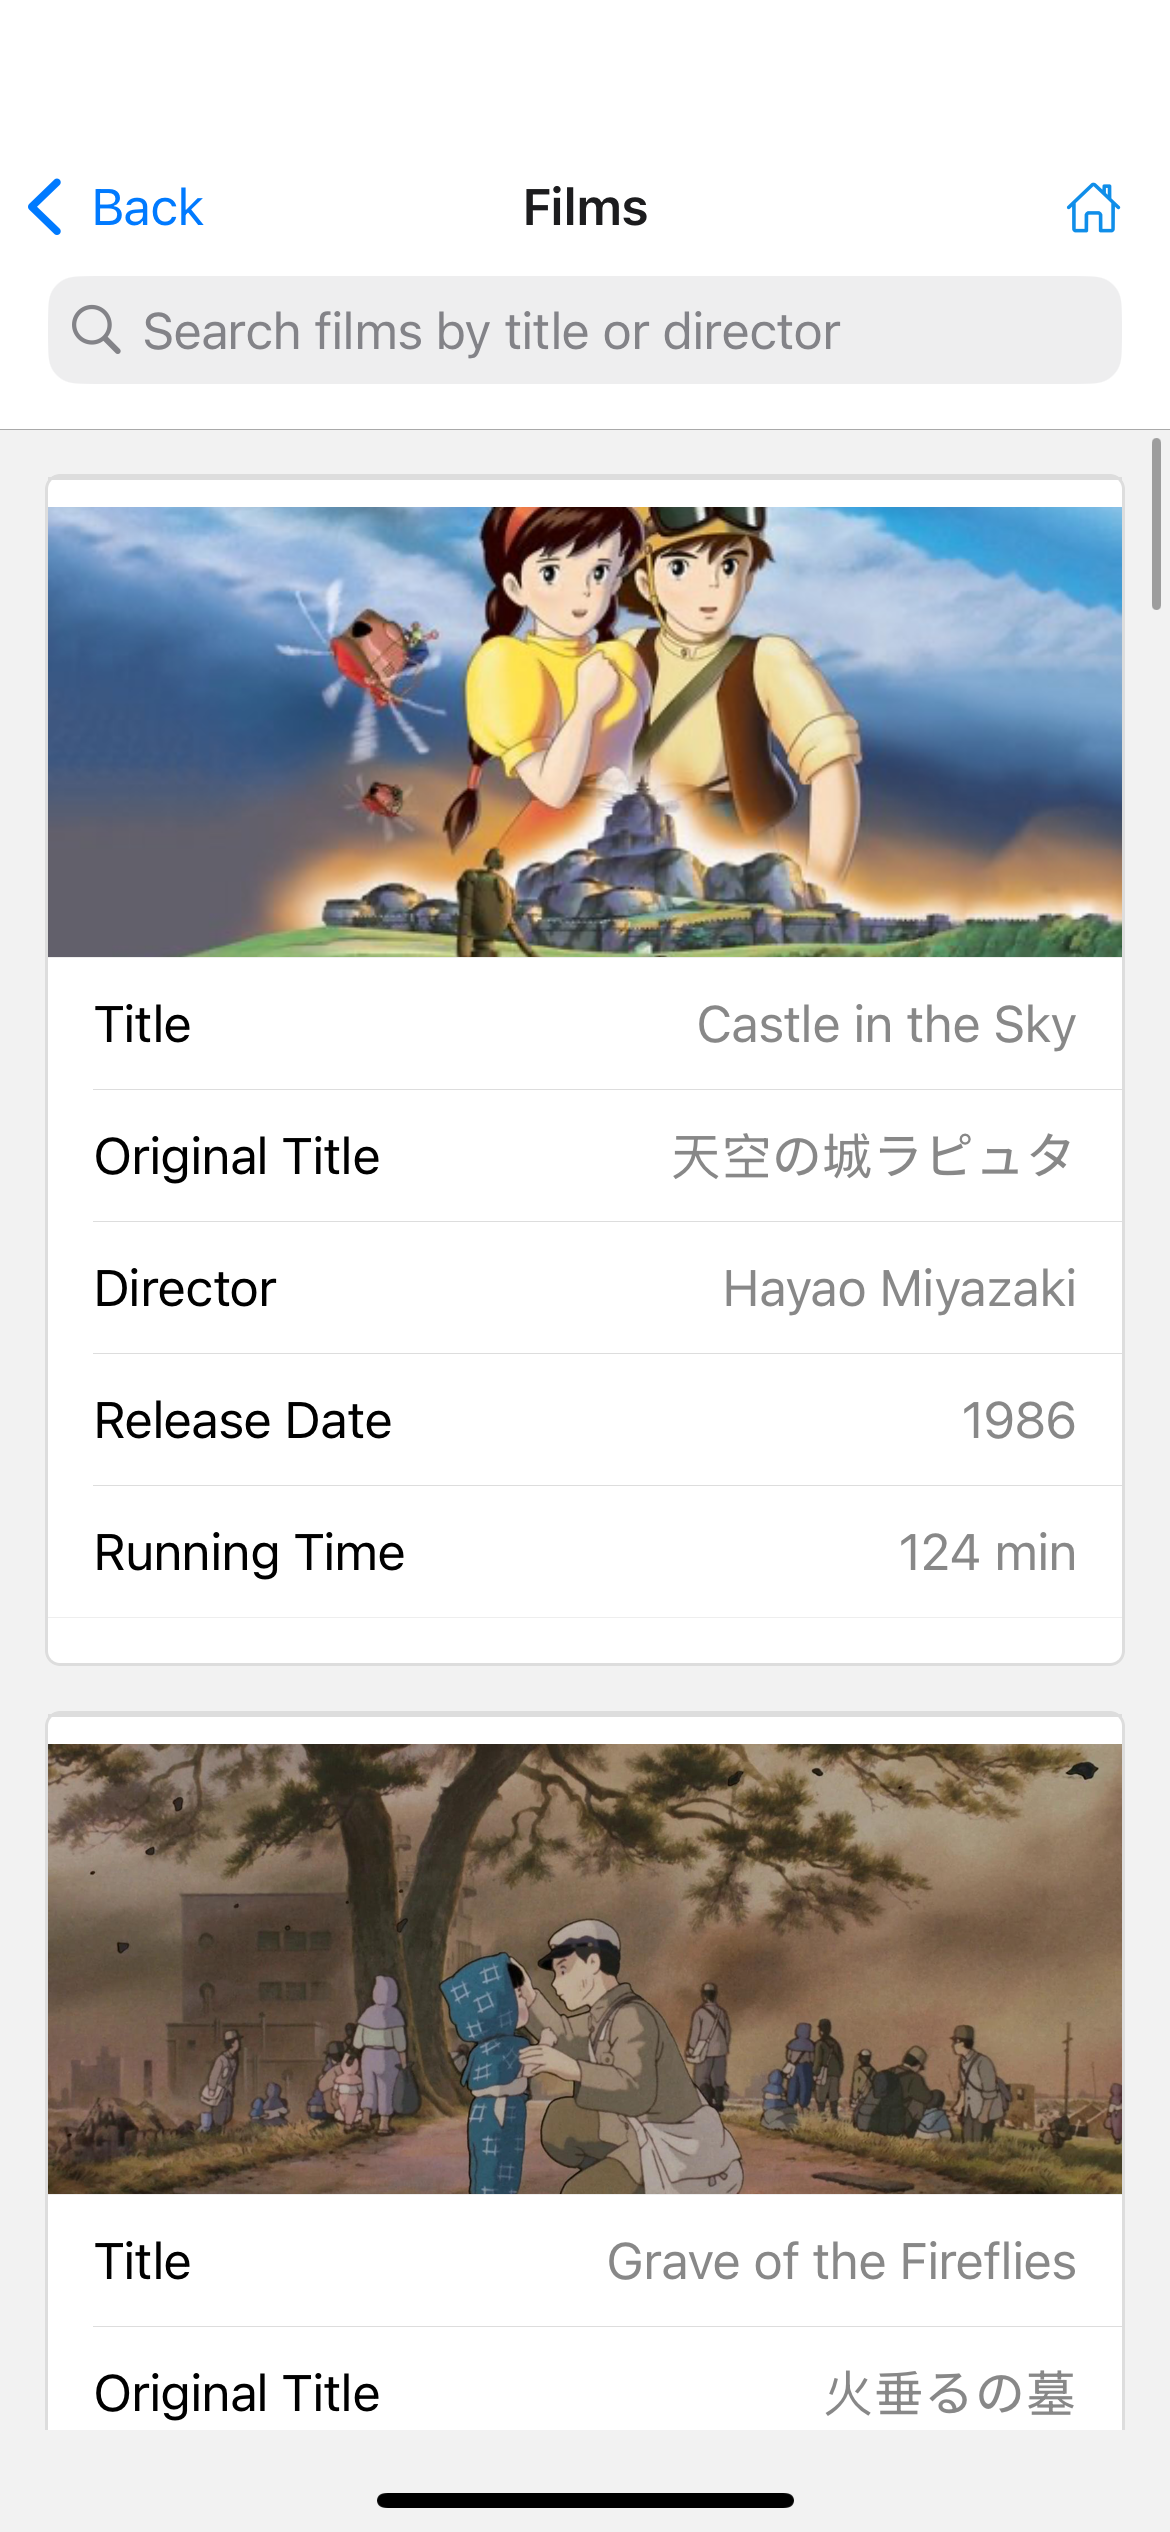 Back
Films
Search films by title or director
Title
Castle in the Sky
Original Title
天空の城ラピュタ
Director
Hayao Miyazaki
Release Date
1986
Running Time
124 min
Title
Grave of the Fireflies
Original Title
火垂るの墓